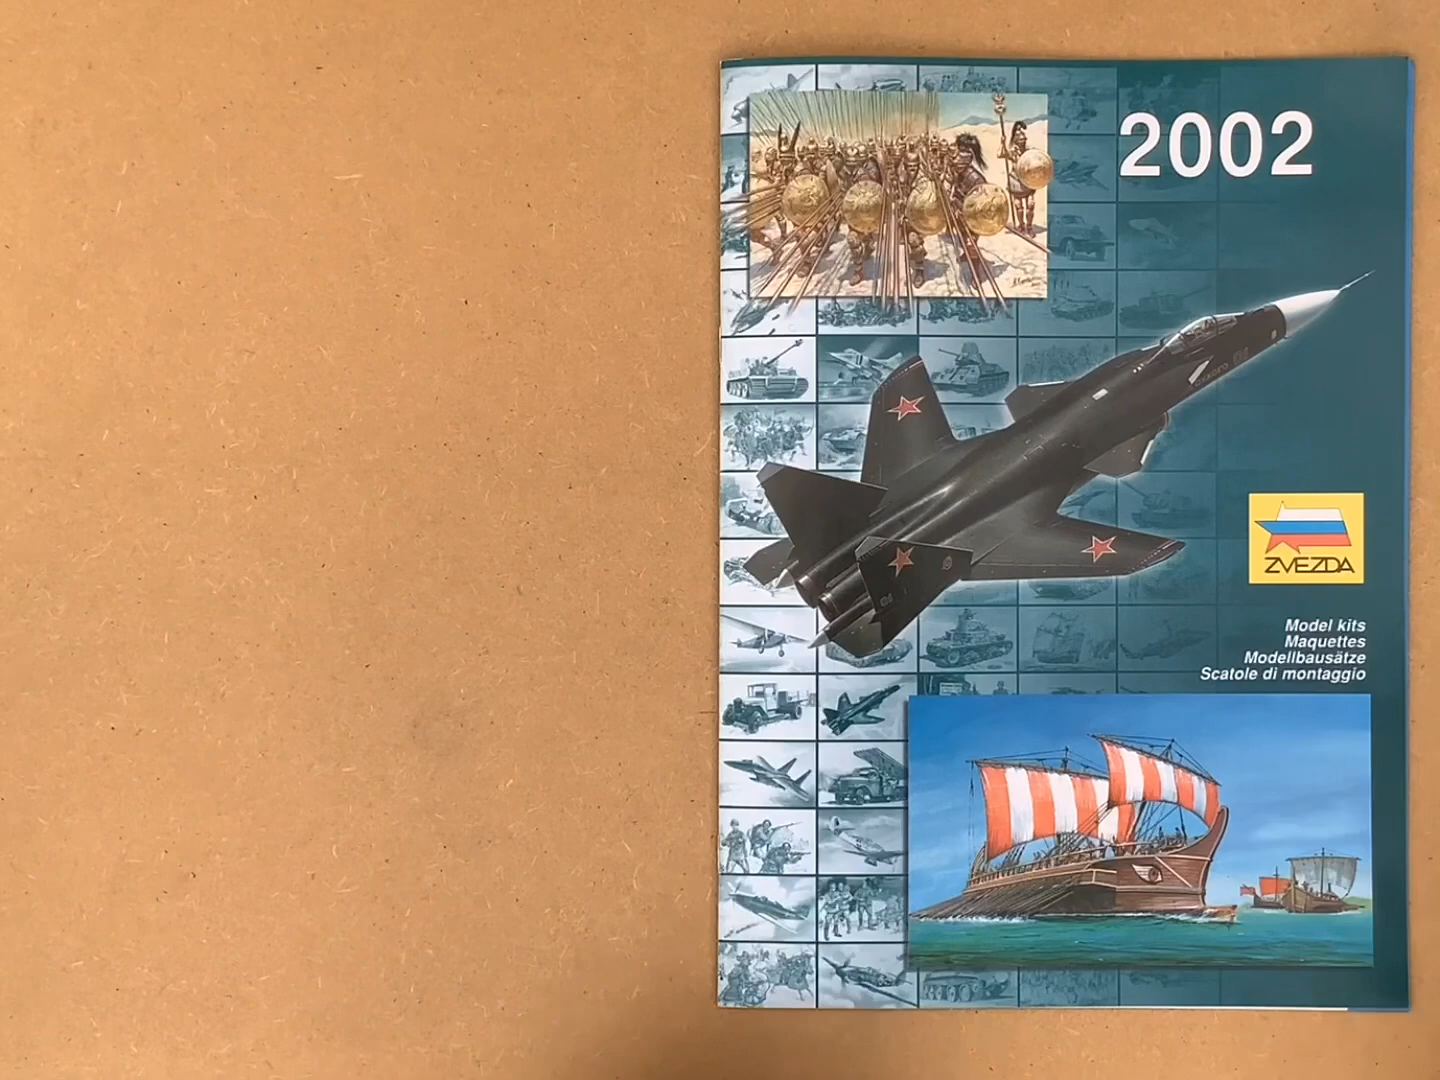 2002
ZVEZDA
Model kits
Maquettes
Modellbausätze
Scatole di montaggio